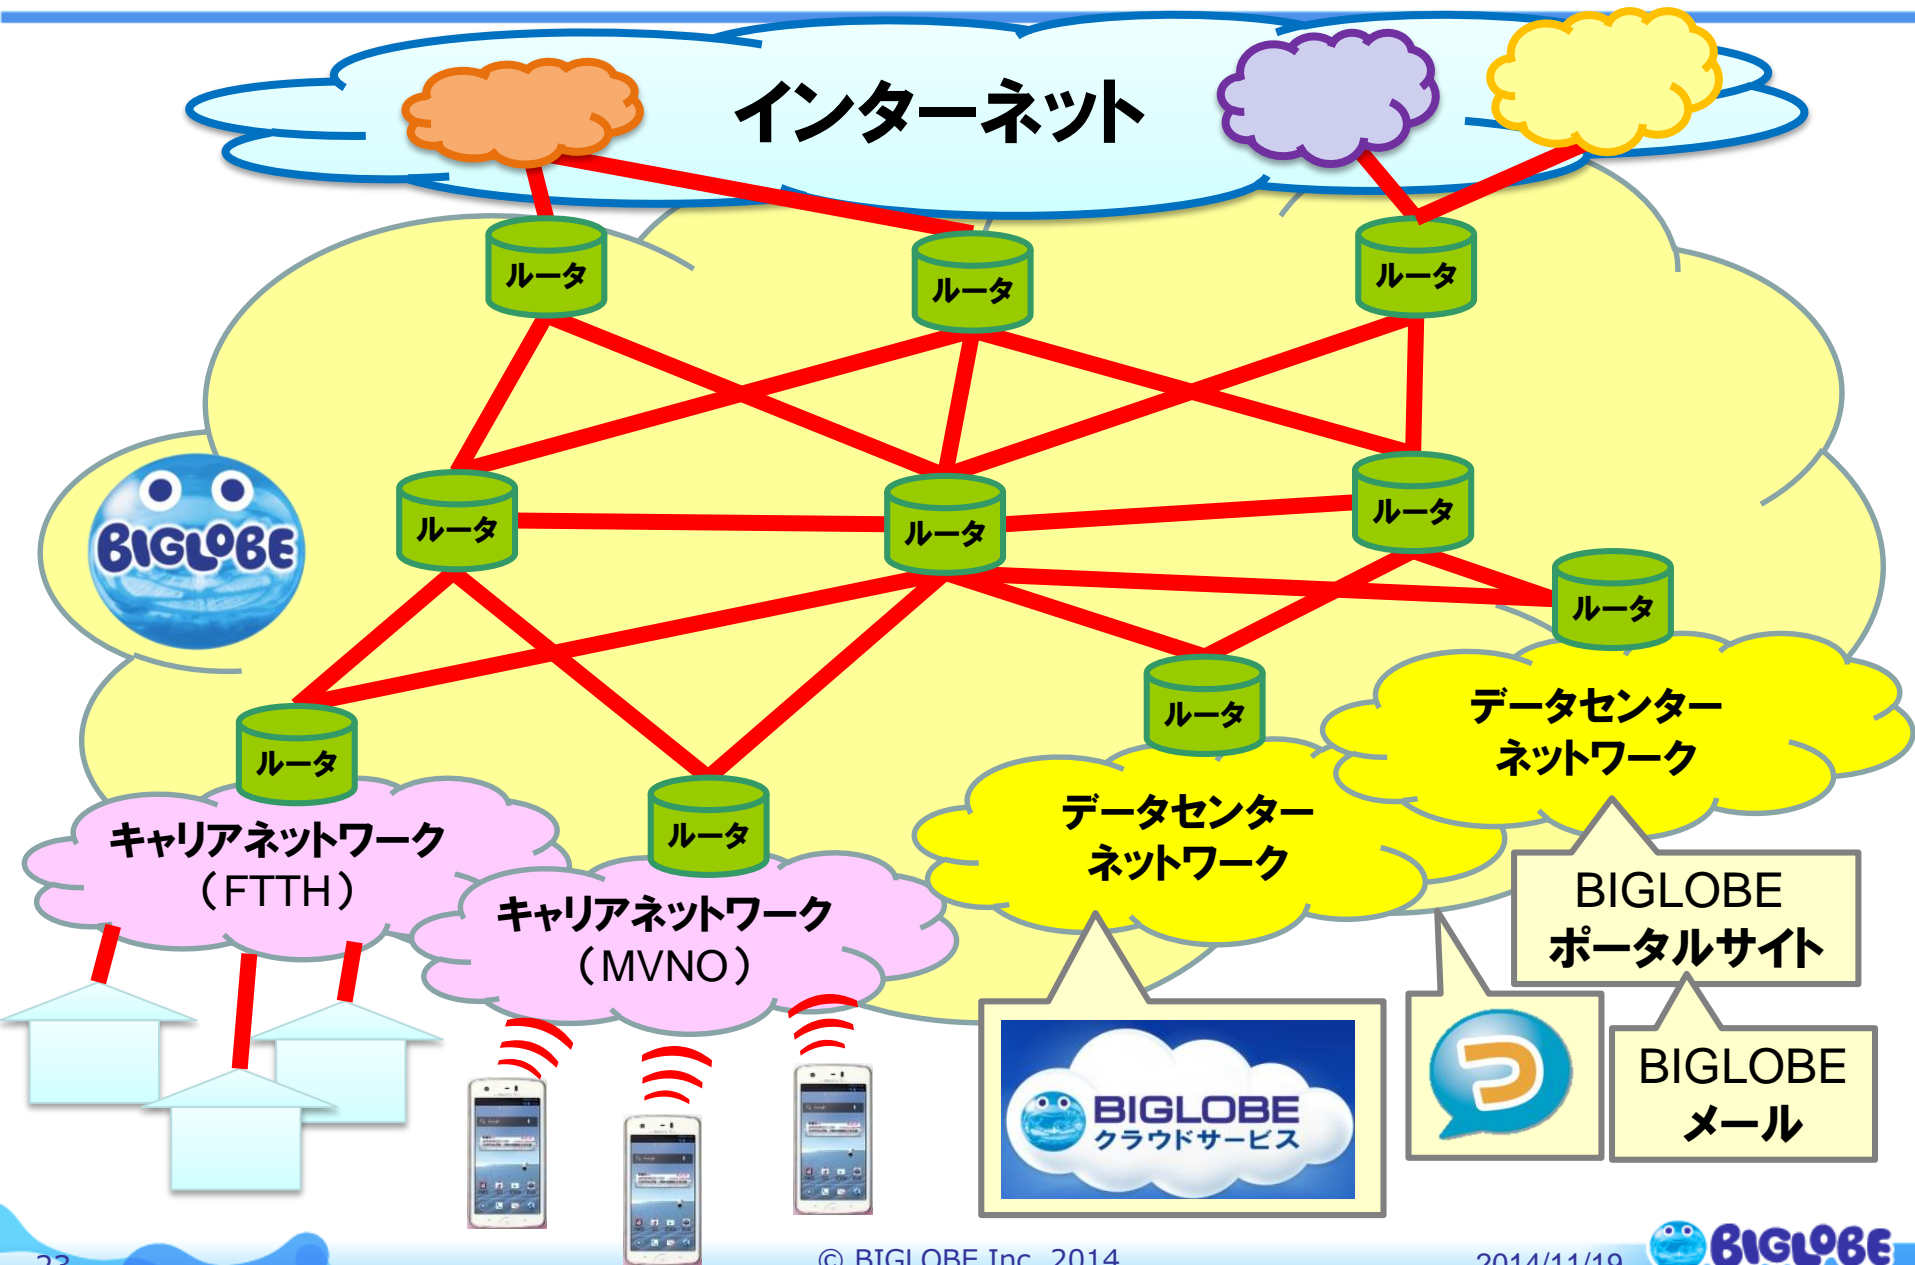 インターネット
ルータ
ルータ
ルータ
ルータ
ルータ
ルータ
BIGLOBE
ルータ
ルータ
ルータ
ルータ
データセンター
ネットワーク
データセンター
ネットワーク
キャリアネットワーク
（FTTH）
キャリアネットワーク
（MVNO）
BIGLOBE
ポータルサイト
BIGLOBE
メール
BIGLOBE
クラウドサービス
23
© BIGLOBE Inc. 2014
2014/11/19
BIGLOBE